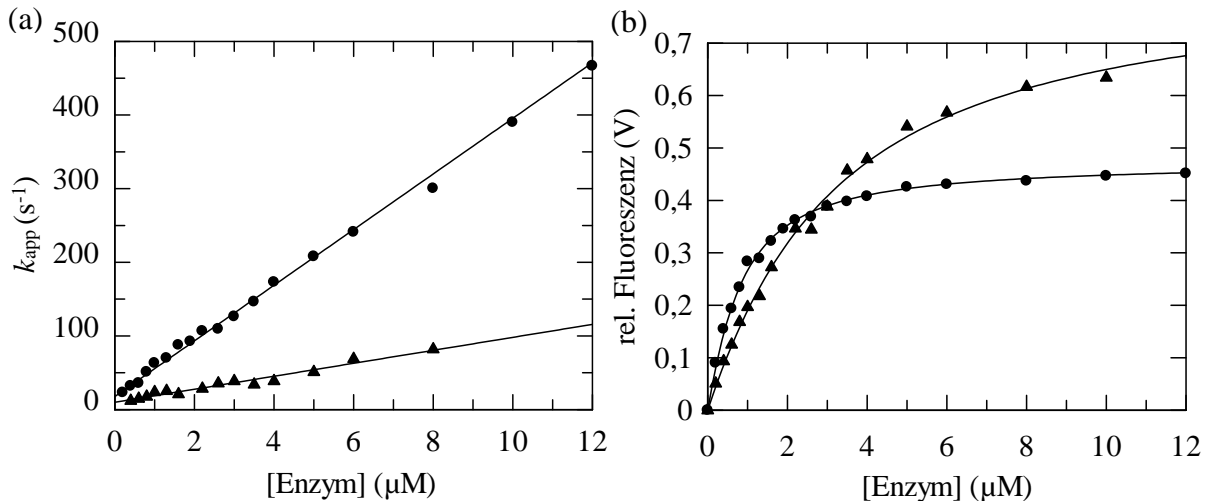 (a)
500
400
300
200
100
0
k_app (s⁻¹)
0 2 4 6 8 10 12
[Enzym] (µM)
(b)
0,7
0,6
0,5
0,4
0,3
0,2
0,1
0
rel. Fluoreszenz (V)
0 2 4 6 8 10 12
[Enzym] (µM)